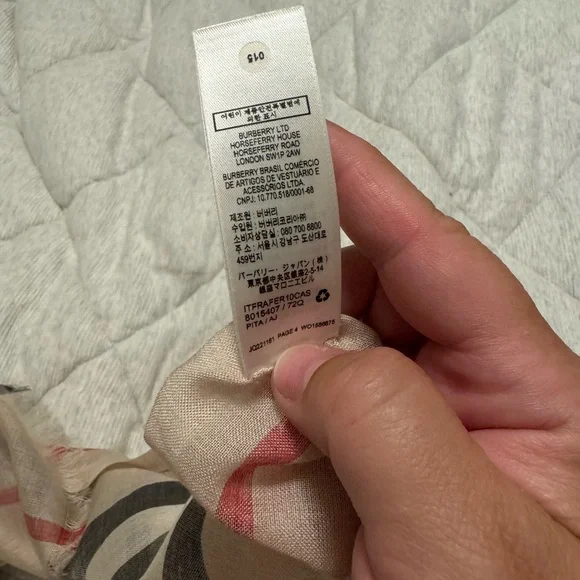 015
어린이 제품안전특별법에
의한 표시
BURBERRY LTD
HORSEFERRY HOUSE
HORSEFERRY ROAD
LONDON SW1P 2AW
BURBERRY BRASIL COMÉRCIO
DE ARTIGOS DE VESTUÁRIO E
ACESSÓRIOS LTDA.
CNPJ: 10.770.518/0001-68
제조원 : 버버리
수입원 : 버버리코리아㈜
소비자상담실 : 080 700 8800
주 소 : 서울시 강남구 도산대로
459번지
バーバリー・ジャパン(株)
東京都中央区銀座2-5-14
銀座マロニエビル
ITFRAFER10CAS
8015407 / 72Q
PITA / AJ
JO221161 PAGE 4 WO1556676